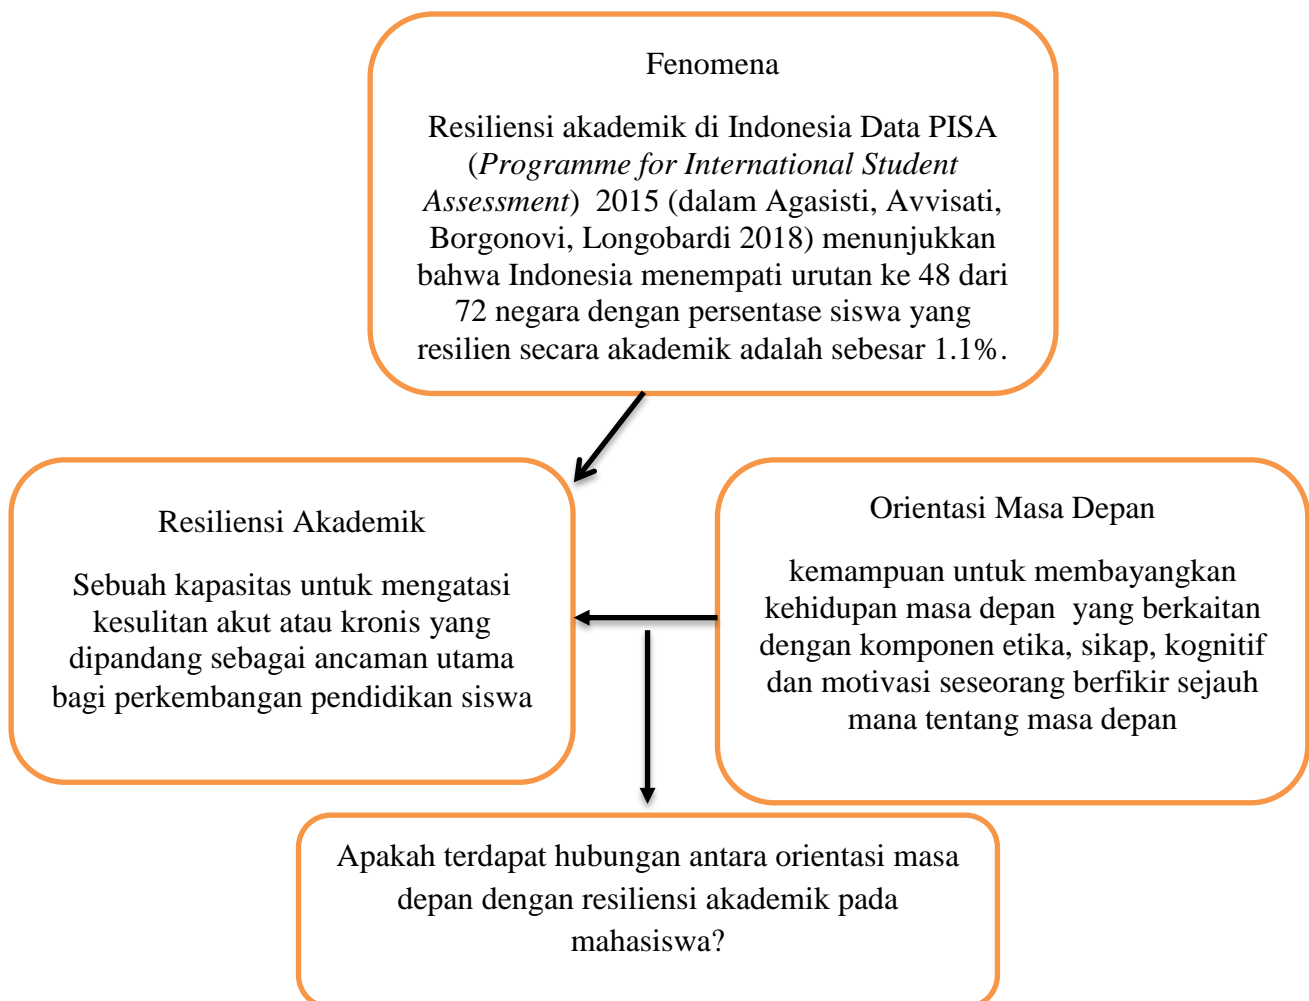 Fenomena
Resiliensi akademik di Indonesia Data PISA
(Programme for International Student
Assessment)  2015 (dalam Agasisti, Avvisati,
Borgonovi, Longobardi 2018) menunjukkan
bahwa Indonesia menempati urutan ke 48 dari
72 negara dengan persentase siswa yang
resilien secara akademik adalah sebesar 1.1%.
Resiliensi Akademik
Sebuah kapasitas untuk mengatasi
kesulitan akut atau kronis yang
dipandang sebagai ancaman utama
bagi perkembangan pendidikan siswa
Orientasi Masa Depan
kemampuan untuk membayangkan
kehidupan masa depan  yang berkaitan
dengan komponen etika, sikap, kognitif
dan motivasi seseorang berfikir sejauh
mana tentang masa depan
Apakah terdapat hubungan antara orientasi masa
depan dengan resiliensi akademik pada
mahasiswa?